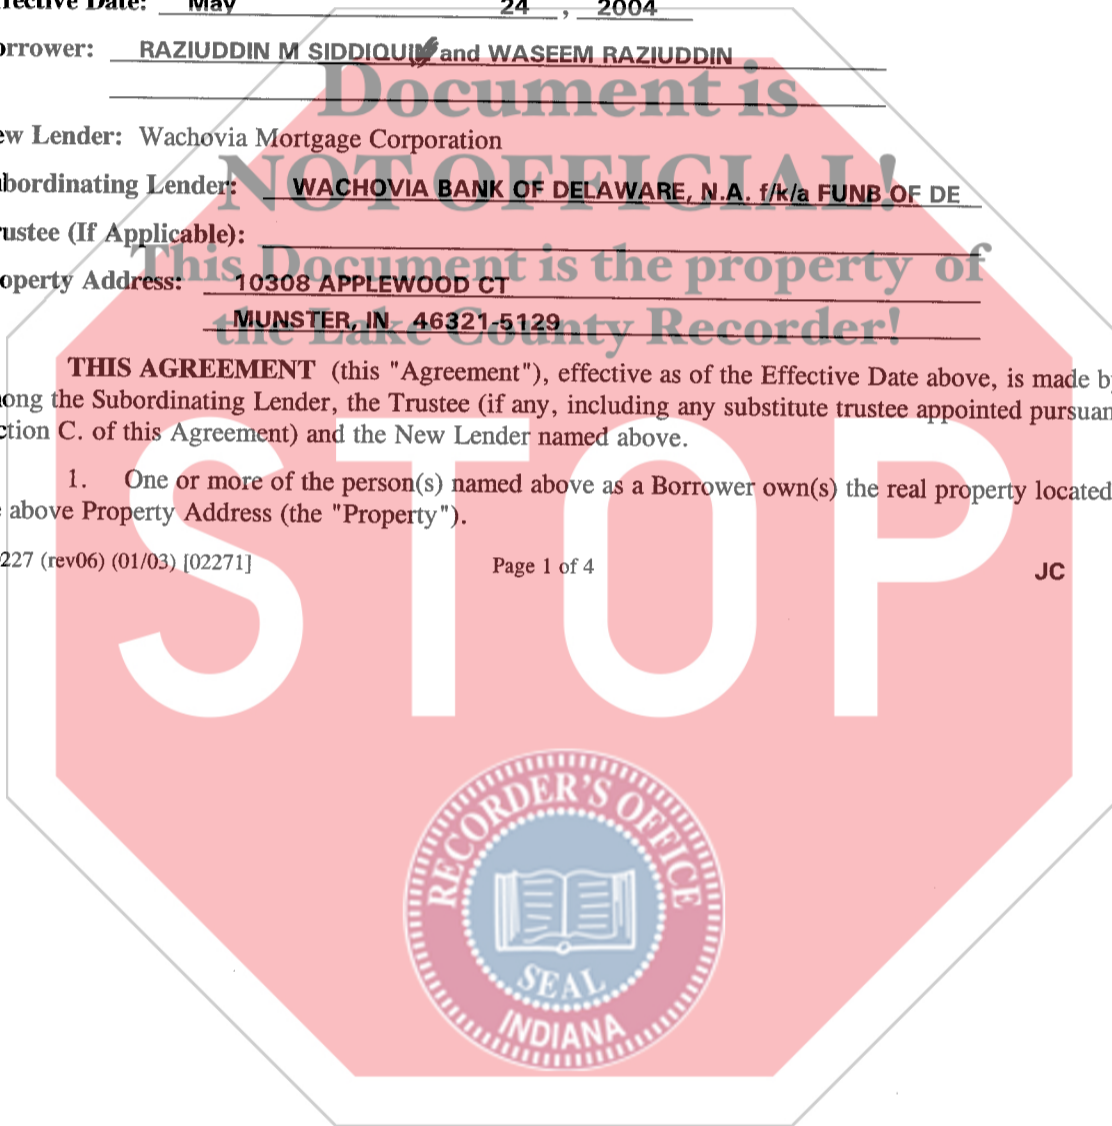 fective Date: May 24 , 2004
orrower: RAZIUDDIN M SIDDIQUI and WASEEM RAZIUDDIN
Document is
ew Lender: Wachovia Mortgage Corporation
NOT OFFICIAL!
bordinating Lender: WACHOVIA BANK OF DELAWARE, N.A. f/k/a FUNB OF DE
ustee (If Applicable):
This Document is the property of
operty Address: 10308 APPLEWOOD CT
the Lake County Recorder!
MUNSTER, IN 46321-5129
THIS AGREEMENT (this "Agreement"), effective as of the Effective Date above, is made by
ong the Subordinating Lender, the Trustee (if any, including any substitute trustee appointed pursuan
ction C. of this Agreement) and the New Lender named above.
1. One or more of the person(s) named above as a Borrower own(s) the real property located
above Property Address (the "Property").
227 (rev06) (01/03) [02271] Page 1 of 4 JC
STOP
RECORDER'S OFFICE
SEAL
INDIANA